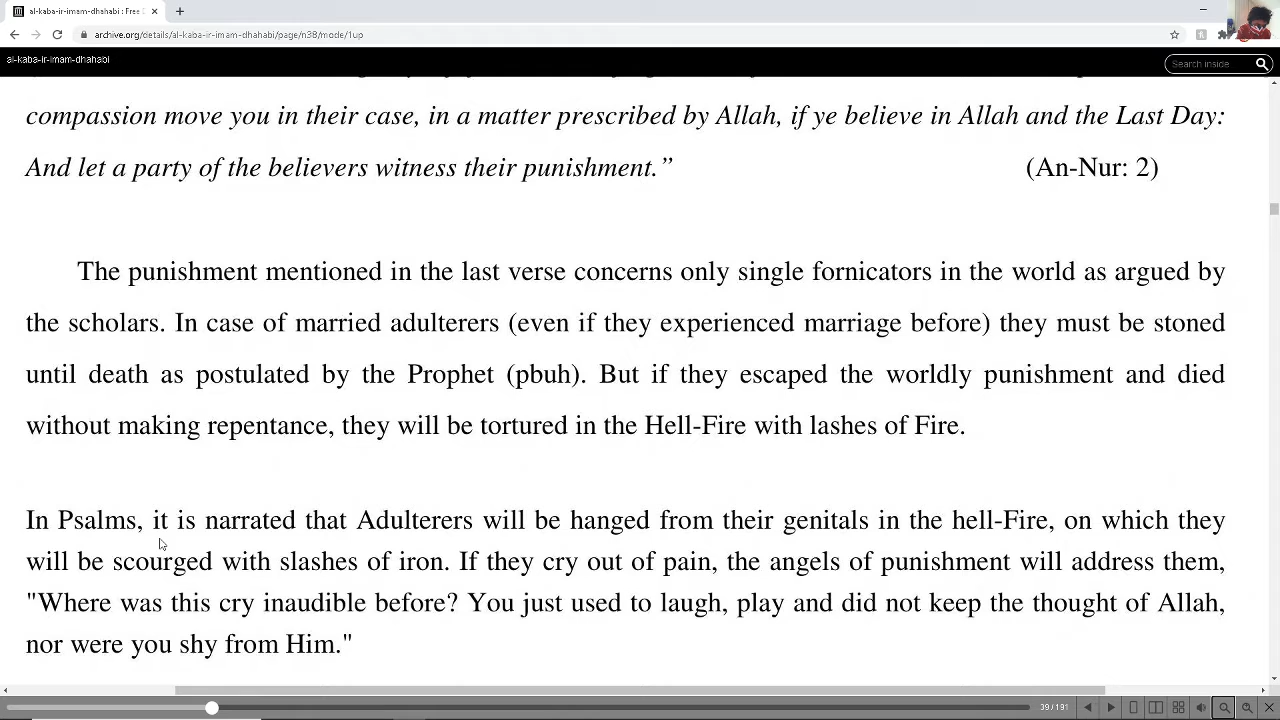 al-kaba-ir-imam-dhahabi : Free
archive.org/details/al-kaba-ir-imam-dhahabi/page/n38/mode/1up
al-kaba-ir-imam-dhahabi
Search inside
compassion move you in their case, in a matter prescribed by Allah, if ye believe in Allah and the Last Day:
And let a party of the believers witness their punishment.” (An-Nur: 2)
The punishment mentioned in the last verse concerns only single fornicators in the world as argued by
the scholars. In case of married adulterers (even if they experienced marriage before) they must be stoned
until death as postulated by the Prophet (pbuh). But if they escaped the worldly punishment and died
without making repentance, they will be tortured in the Hell-Fire with lashes of Fire.
In Psalms, it is narrated that Adulterers will be hanged from their genitals in the hell-Fire, on which they
will be scourged with slashes of iron. If they cry out of pain, the angels of punishment will address them,
"Where was this cry inaudible before? You just used to laugh, play and did not keep the thought of Allah,
nor were you shy from Him."
39 / 191